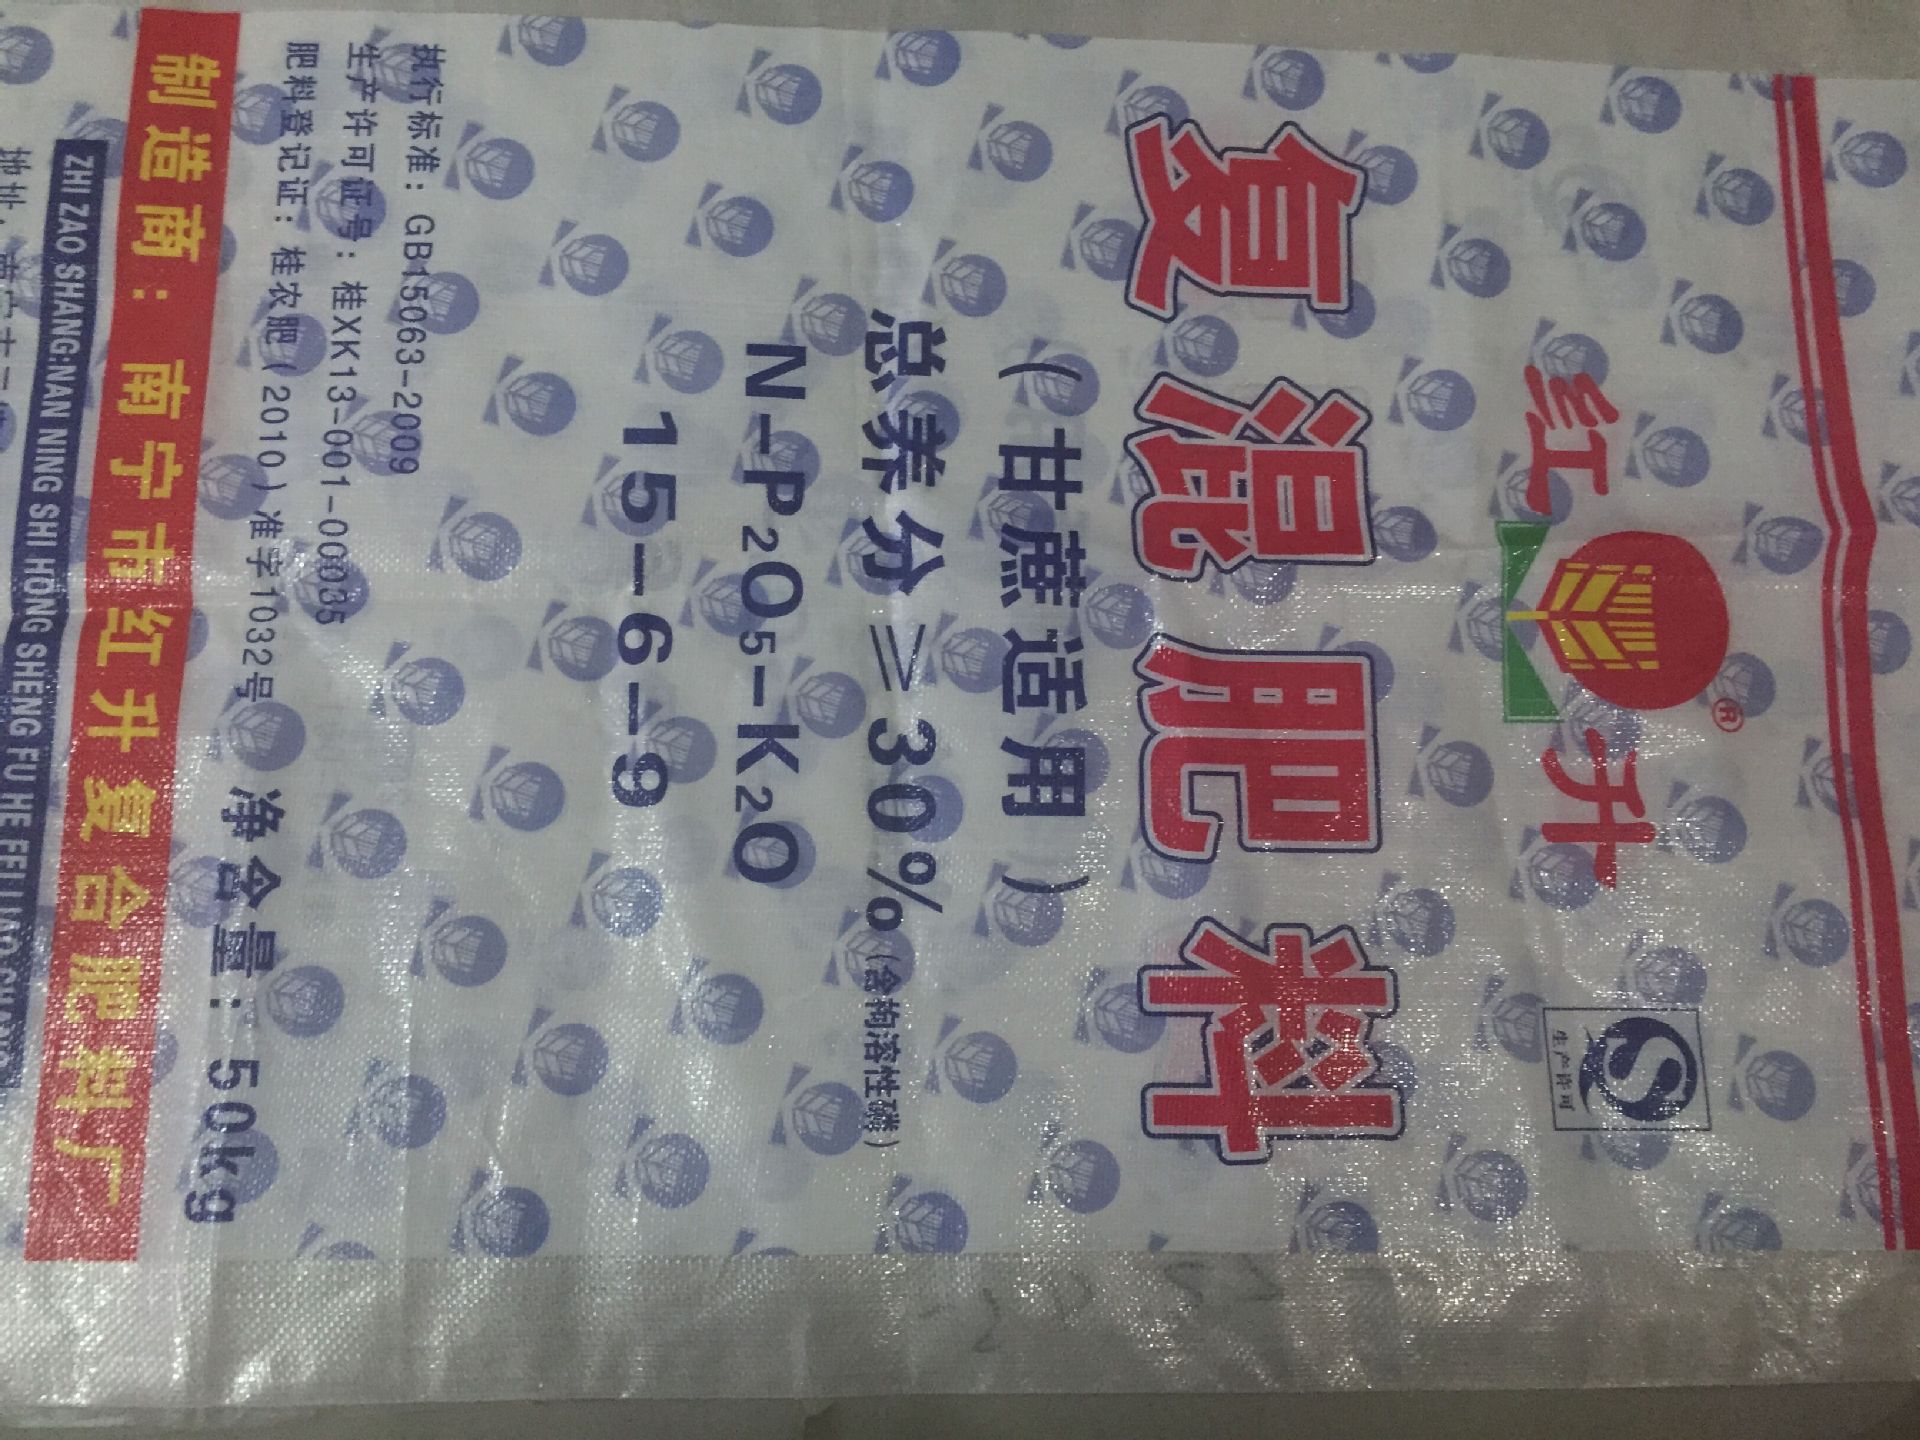 红 ® 升
生产许可
复混肥料
（甘蔗适用）
总养分≥30%（含枸溶性磷）
N-P₂O₅-K₂O
15-6-9
执行标准：GB15063-2009
生产许可证号：桂XK13-001-00035
肥料登记证：桂农肥(2010)准字1032号
净含量：50kg
制造商：南宁市红升复合肥料厂
ZHI ZAO SHANG:NAN NING SHI HONG SHENG FU HE FEI LIAO CHANG